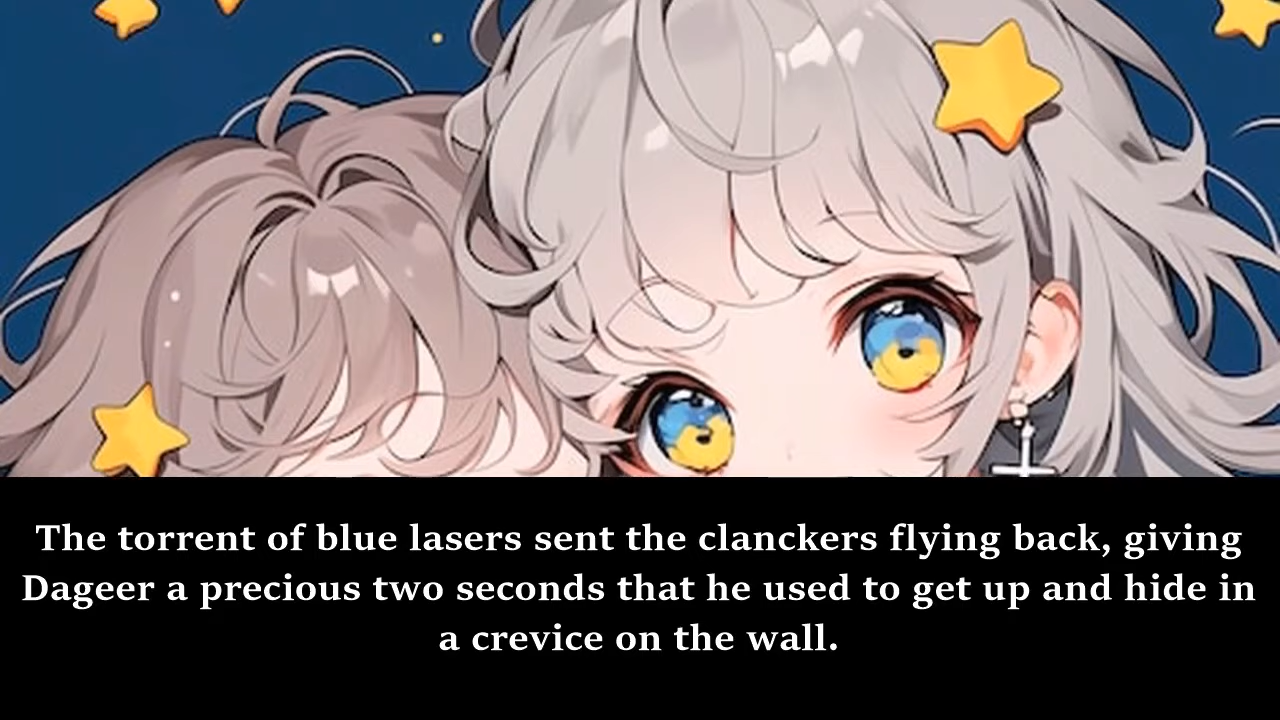 The torrent of blue lasers sent the clanckers flying back, giving
Dageer a precious two seconds that he used to get up and hide in
a crevice on the wall.